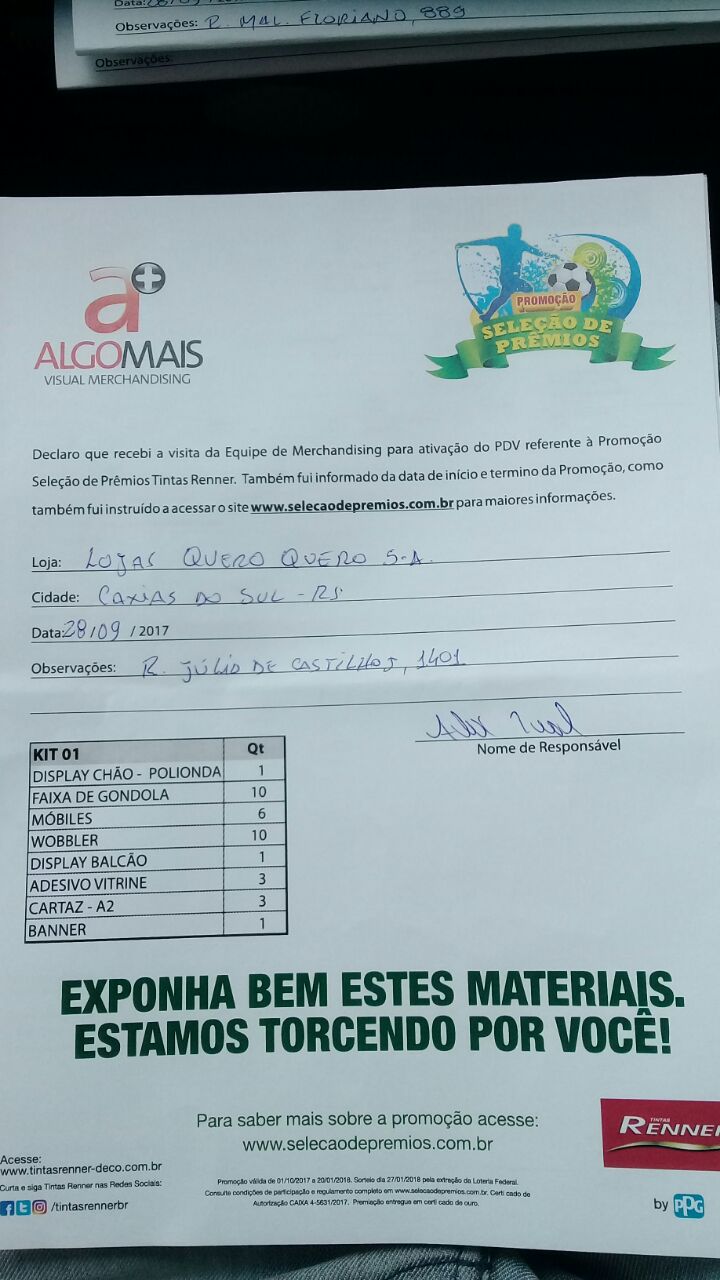 Data:
Observações: R. MAL. FLORIANO, 889
Observações:
a+
ALGOMAIS
VISUAL MERCHANDISING
PROMOÇÃO
SELEÇÃO DE
PRÊMIOS
Declaro que recebi a visita da Equipe de Merchandising para ativação do PDV referente à Promoção
Seleção de Prêmios Tintas Renner. Também fui informado da data de início e termino da Promoção, como
também fui instruído a acessar o site www.selecaodepremios.com.br para maiores informações.
Loja: LOJAS QUERO QUERO S.A.
Cidade: CAXIAS DO SUL - RS.
Data: 28/09 / 2017
Observações: R. JÚLIO DE CASTILHOS, 1401
Nome de Responsável
KIT 01 Qt
DISPLAY CHÃO - POLIONDA 1
FAIXA DE GONDOLA 10
MÓBILES 6
WOBBLER 10
DISPLAY BALCÃO 1
ADESIVO VITRINE 3
CARTAZ - A2 3
BANNER 1
EXPONHA BEM ESTES MATERIAIS.
ESTAMOS TORCENDO POR VOCÊ!
Para saber mais sobre a promoção acesse:
www.selecaodepremios.com.br
TINTAS
RENNER
Acesse:
www.tintasrenner-deco.com.br
Curta e siga Tintas Renner nas Redes Sociais:
/tintasrennerbr
Promoção válida de 01/10/2017 a 20/01/2018. Sorteio dia 27/01/2018 pela extração da Loteria Federal.
Consulte condições de participação e regulamento completo em www.selecaodepremios.com.br. Certi cado de
Autorização CAIXA 4-5631/2017. Premiação entregue em certi cado de ouro.
by PPG